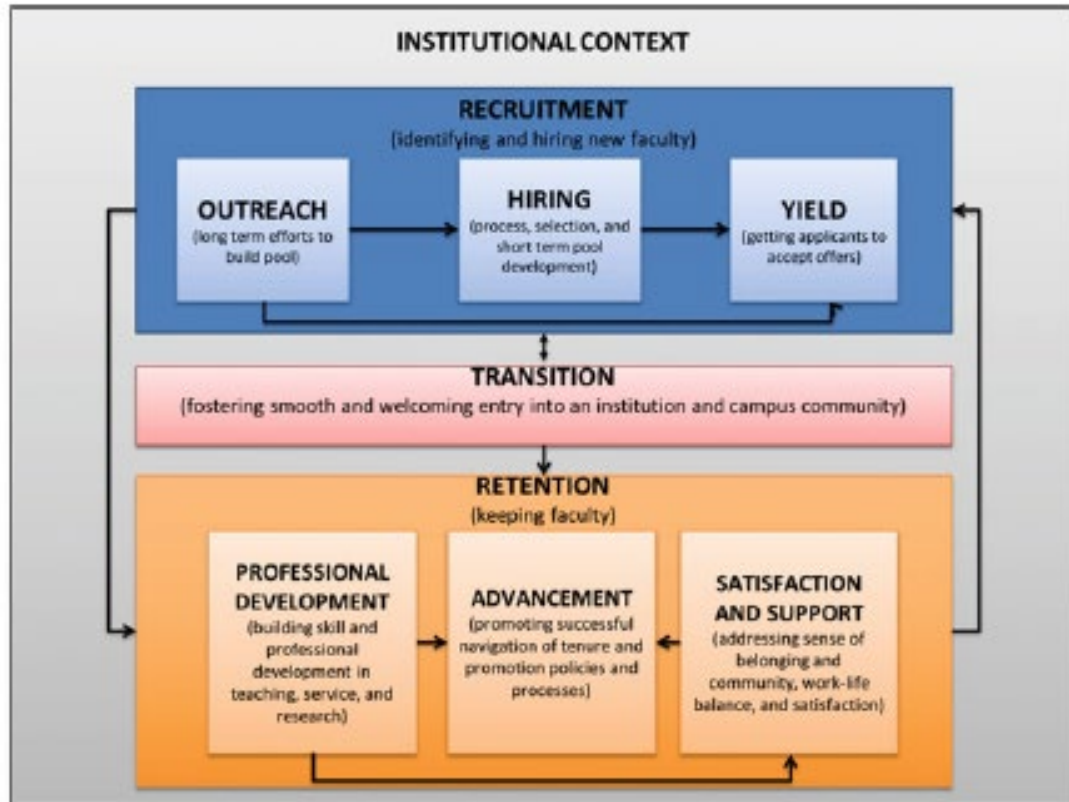 INSTITUTIONAL CONTEXT
RECRUITMENT
(identifying and hiring new faculty)
OUTREACH
(long term efforts to
build pool)
HIRING
(process, selection, and
short term pool
development)
YIELD
(getting applicants to
accept offers)
TRANSITION
(fostering smooth and welcoming entry into an institution and campus community)
RETENTION
(keeping faculty)
PROFESSIONAL
DEVELOPMENT
(building skill and
professional
development in
teaching, service, and
research)
ADVANCEMENT
(promoting successful
navigation of tenure and
promotion policies and
processes)
SATISFACTION
AND SUPPORT
(addressing sense of
belonging and
community, work-life
balance, and satisfaction)